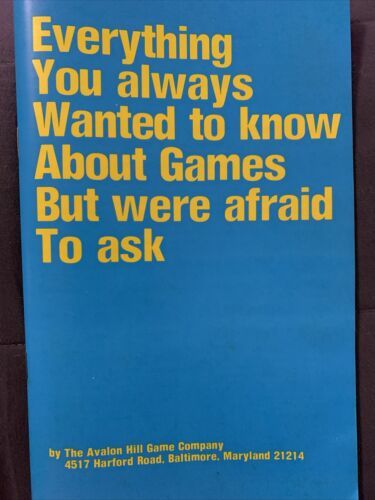 Everything
You always
Wanted to know
About Games
But were afraid
To ask
by The Avalon Hill Game Company
4517 Harford Road, Baltimore, Maryland 21214